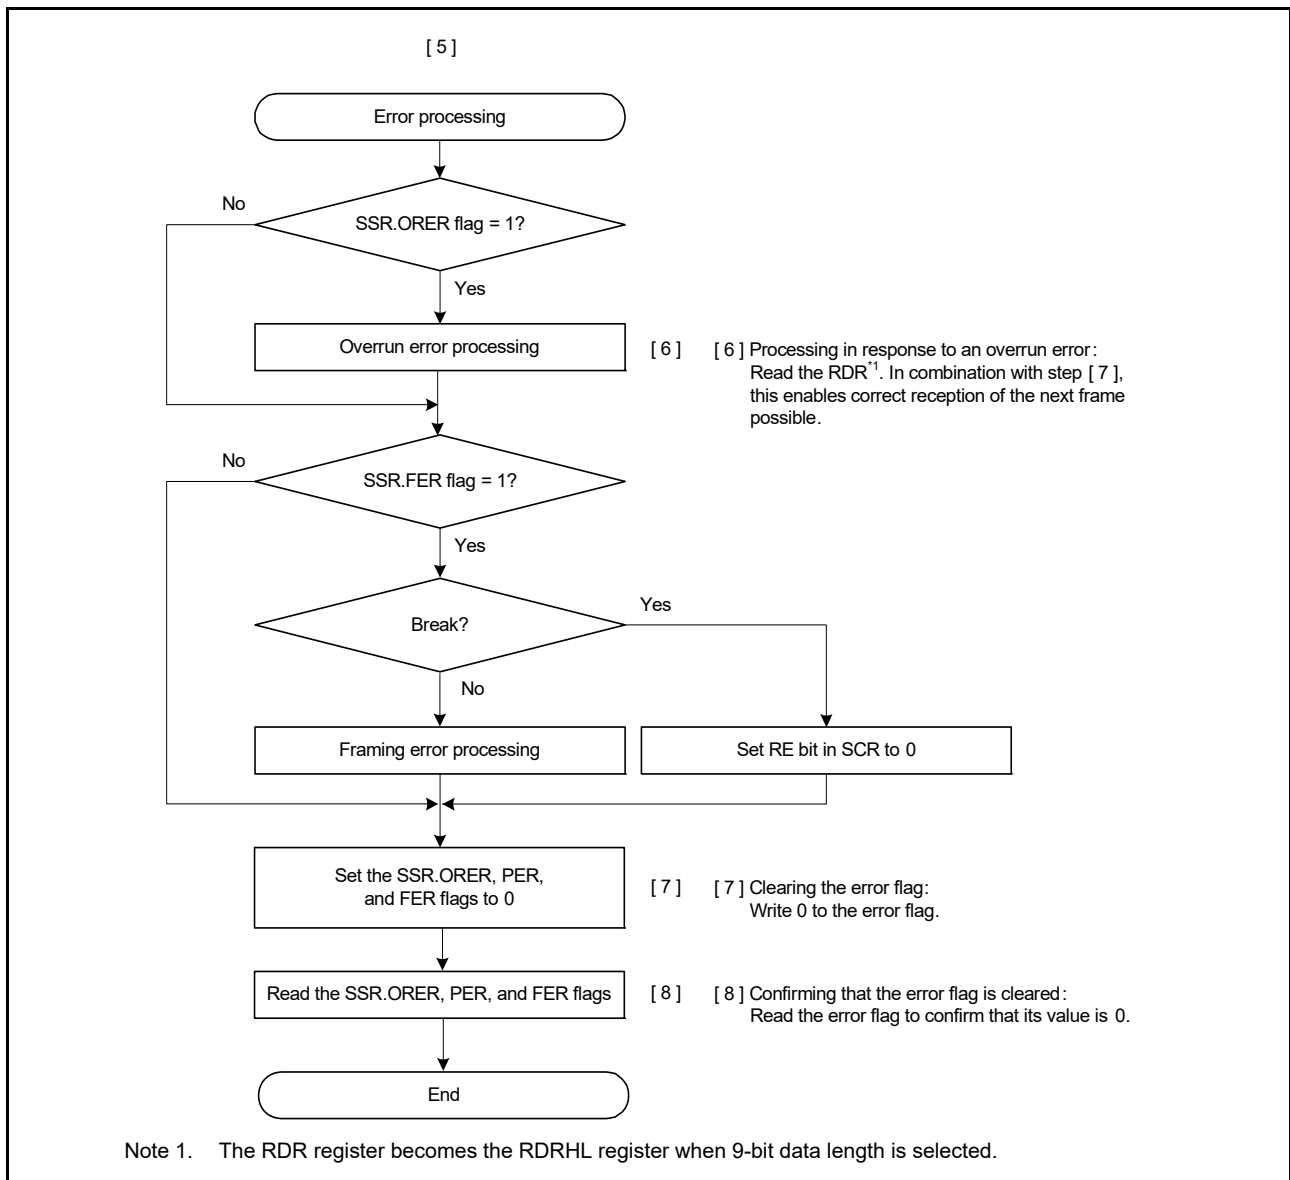 [ 5 ]
Error processing
No
SSR.ORER flag = 1?
Yes
Overrun error processing
[ 6 ]
[ 6 ] Processing in response to an overrun error:
Read the RDR*1. In combination with step [ 7 ],
this enables correct reception of the next frame
possible.
No
SSR.FER flag = 1?
Yes
Break?
Yes
No
Framing error processing
Set RE bit in SCR to 0
Set the SSR.ORER, PER,
and FER flags to 0
[ 7 ]
[ 7 ] Clearing the error flag:
Write 0 to the error flag.
Read the SSR.ORER, PER, and FER flags
[ 8 ]
[ 8 ] Confirming that the error flag is cleared:
Read the error flag to confirm that its value is 0.
End
Note 1. The RDR register becomes the RDRHL register when 9-bit data length is selected.